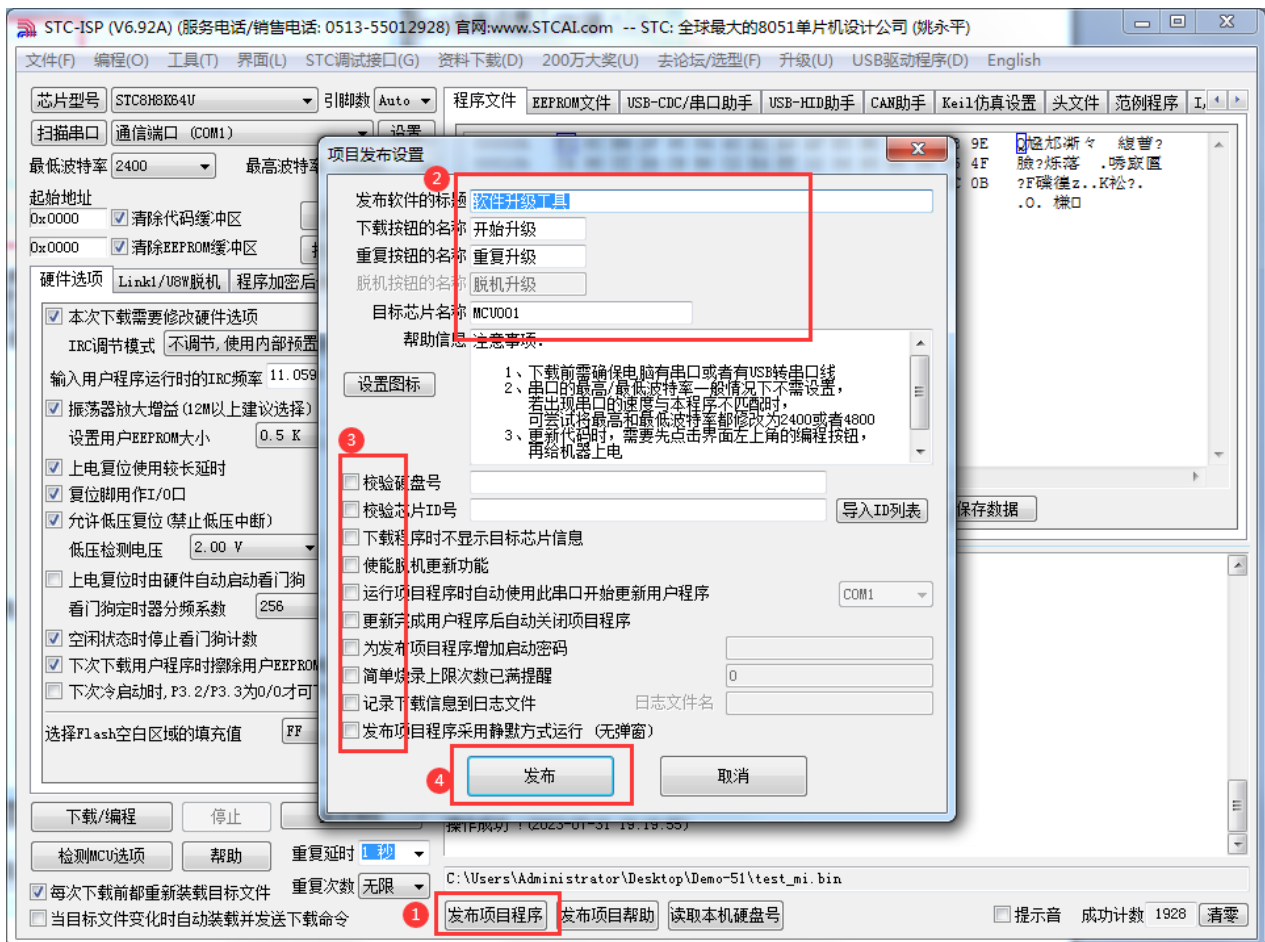 STC-ISP (V6.92A) (服务电话/销售电话: 0513-55012928) 官网:www.STCAI.com -- STC: 全球最大的8051单片机设计公司 (姚永平)
文件(F) 编程(O) 工具(T) 界面(L) STC调试接口(G) 资料下载(D) 200万大奖(U) 去论坛/选型(F) 升级(U) USB驱动程序(D) English
芯片型号 STC8H8K64U 引脚数 Auto 程序文件 EEPROM文件 USB-CDC/串口助手 USB-HID助手 CAN助手 Keil仿真设置 头文件 范例程序 I,
扫描串口 通信端口 (COM1) 设置
最低波特率 2400 最高波特率
起始地址
0x0000 清除代码缓冲区
0x0000 清除EEPROM缓冲区
硬件选项 Link1/U8W脱机 程序加密后
本次下载需要修改硬件选项
IRC调节模式 不调节,使用内部预置
输入用户程序运行时的IRC频率 11.059
振荡器放大增益(12M以上建议选择)
设置用户EEPROM大小 0.5 K
上电复位使用较长延时
复位脚用作I/O口
允许低压复位(禁止低压中断)
低压检测电压 2.00 V
上电复位时由硬件自动启动看门狗
看门狗定时器分频系数 256
空闲状态时停止看门狗计数
下次下载用户程序时擦除用户EEPROM
下次冷启动时,P3.2/P3.3为0/0才可下
选择Flash空白区域的填充值 FF
项目发布设置
2
发布软件的标题 软件升级工具
下载按钮的名称 开始升级
重复按钮的名称 重复升级
脱机按钮的名称 脱机升级
目标芯片名称 MCU001
帮助信息 注意事项:
设置图标
1、下载前需确保电脑有串口或者有USB转串口线
2、串口的最高/最低波特率一般情况下不需设置,
若出现串口的速度与本程序不匹配时,
可尝试将最高和最低波特率都修改为2400或者4800
3、更新代码时,需要先点击界面左上角的编程按钮,
再给机器上电
3
校验硬盘号
校验芯片ID号 导入ID列表
下载程序时不显示目标芯片信息
使能脱机更新功能
运行项目程序时自动使用此串口开始更新用户程序 COM1
更新完成用户程序后自动关闭项目程序
为发布项目程序增加启动密码
简单烧录上限次数已满提醒 0
记录下载信息到日志文件 日志文件名
发布项目程序采用静默方式运行 (无弹窗)
4
发布 取消
9E
4F
0B
保存数据
操作成功 !(2023-01-31 19:19:55)
下载/编程 停止
检测MCU选项 帮助 重复延时 1 秒
每次下载前都重新装载目标文件 重复次数 无限
当目标文件变化时自动装载并发送下载命令
C:\Users\Administrator\Desktop\Demo-51\test_mi.bin
1
发布项目程序 发布项目帮助 读取本机硬盘号 提示音 成功计数 1928 清零